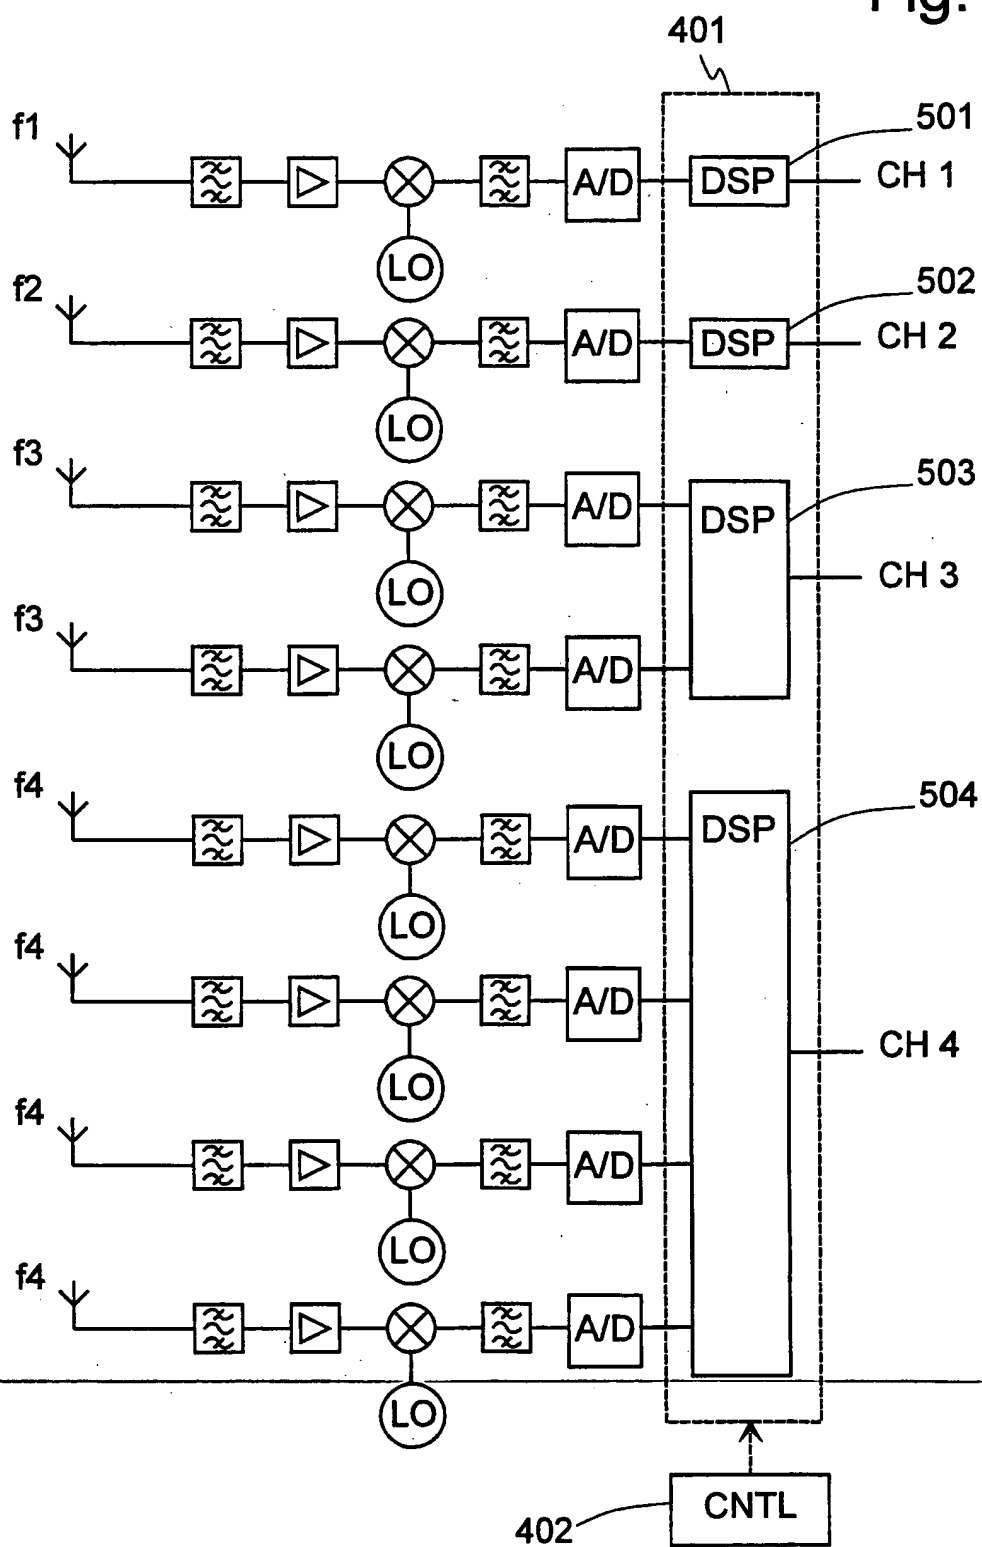 Fig.
401
f1
A/D
DSP
501
CH 1
LO
f2
A/D
DSP
502
CH 2
LO
f3
A/D
DSP
503
LO
CH 3
f3
A/D
LO
f4
A/D
DSP
504
LO
f4
A/D
CH 4
LO
f4
A/D
LO
f4
A/D
LO
CNTL
402